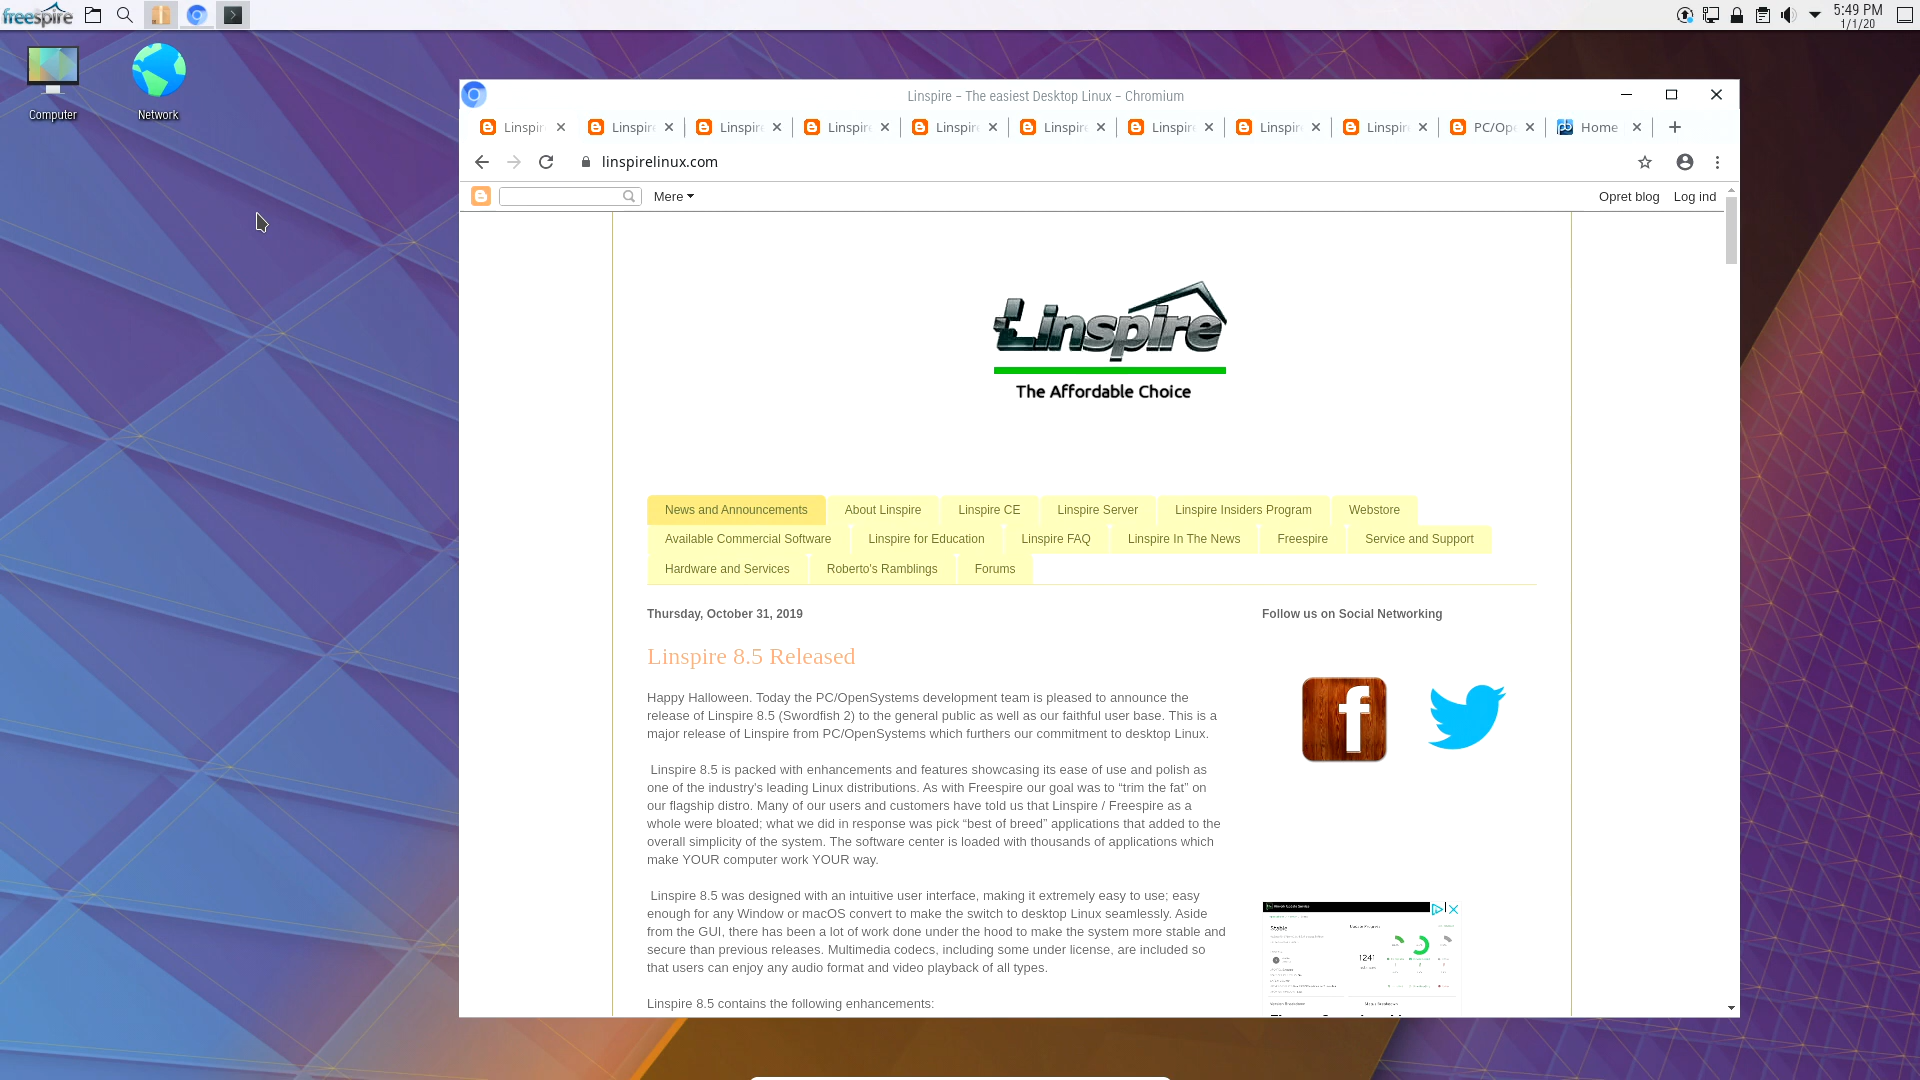 freespire
5:49 PM
1/1/20
Computer
Network
Linspire – The easiest Desktop Linux – Chromium
Linspir Linspire Linspire Linspire Linspire Linspire Linspire Linspire Linspire PC/Ope Home
linspirelinux.com
Mere
Opret blog Log ind
Linspire
The Affordable Choice
News and Announcements About Linspire Linspire CE Linspire Server Linspire Insiders Program Webstore
Available Commercial Software Linspire for Education Linspire FAQ Linspire In The News Freespire Service and Support
Hardware and Services Roberto's Ramblings Forums
Thursday, October 31, 2019
Linspire 8.5 Released
Happy Halloween. Today the PC/OpenSystems development team is pleased to announce the
release of Linspire 8.5 (Swordfish 2) to the general public as well as our faithful user base. This is a
major release of Linspire from PC/OpenSystems which furthers our commitment to desktop Linux.
Linspire 8.5 is packed with enhancements and features showcasing its ease of use and polish as
one of the industry's leading Linux distributions. As with Freespire our goal was to “trim the fat” on
our flagship distro. Many of our users and customers have told us that Linspire / Freespire as a
whole were bloated; what we did in response was pick “best of breed” applications that added to the
overall simplicity of the system. The software center is loaded with thousands of applications which
make YOUR computer work YOUR way.
Linspire 8.5 was designed with an intuitive user interface, making it extremely easy to use; easy
enough for any Window or macOS convert to make the switch to desktop Linux seamlessly. Aside
from the GUI, there has been a lot of work done under the hood to make the system more stable and
secure than previous releases. Multimedia codecs, including some under license, are included so
that users can enjoy any audio format and video playback of all types.
Linspire 8.5 contains the following enhancements:
Follow us on Social Networking
Stable
1241